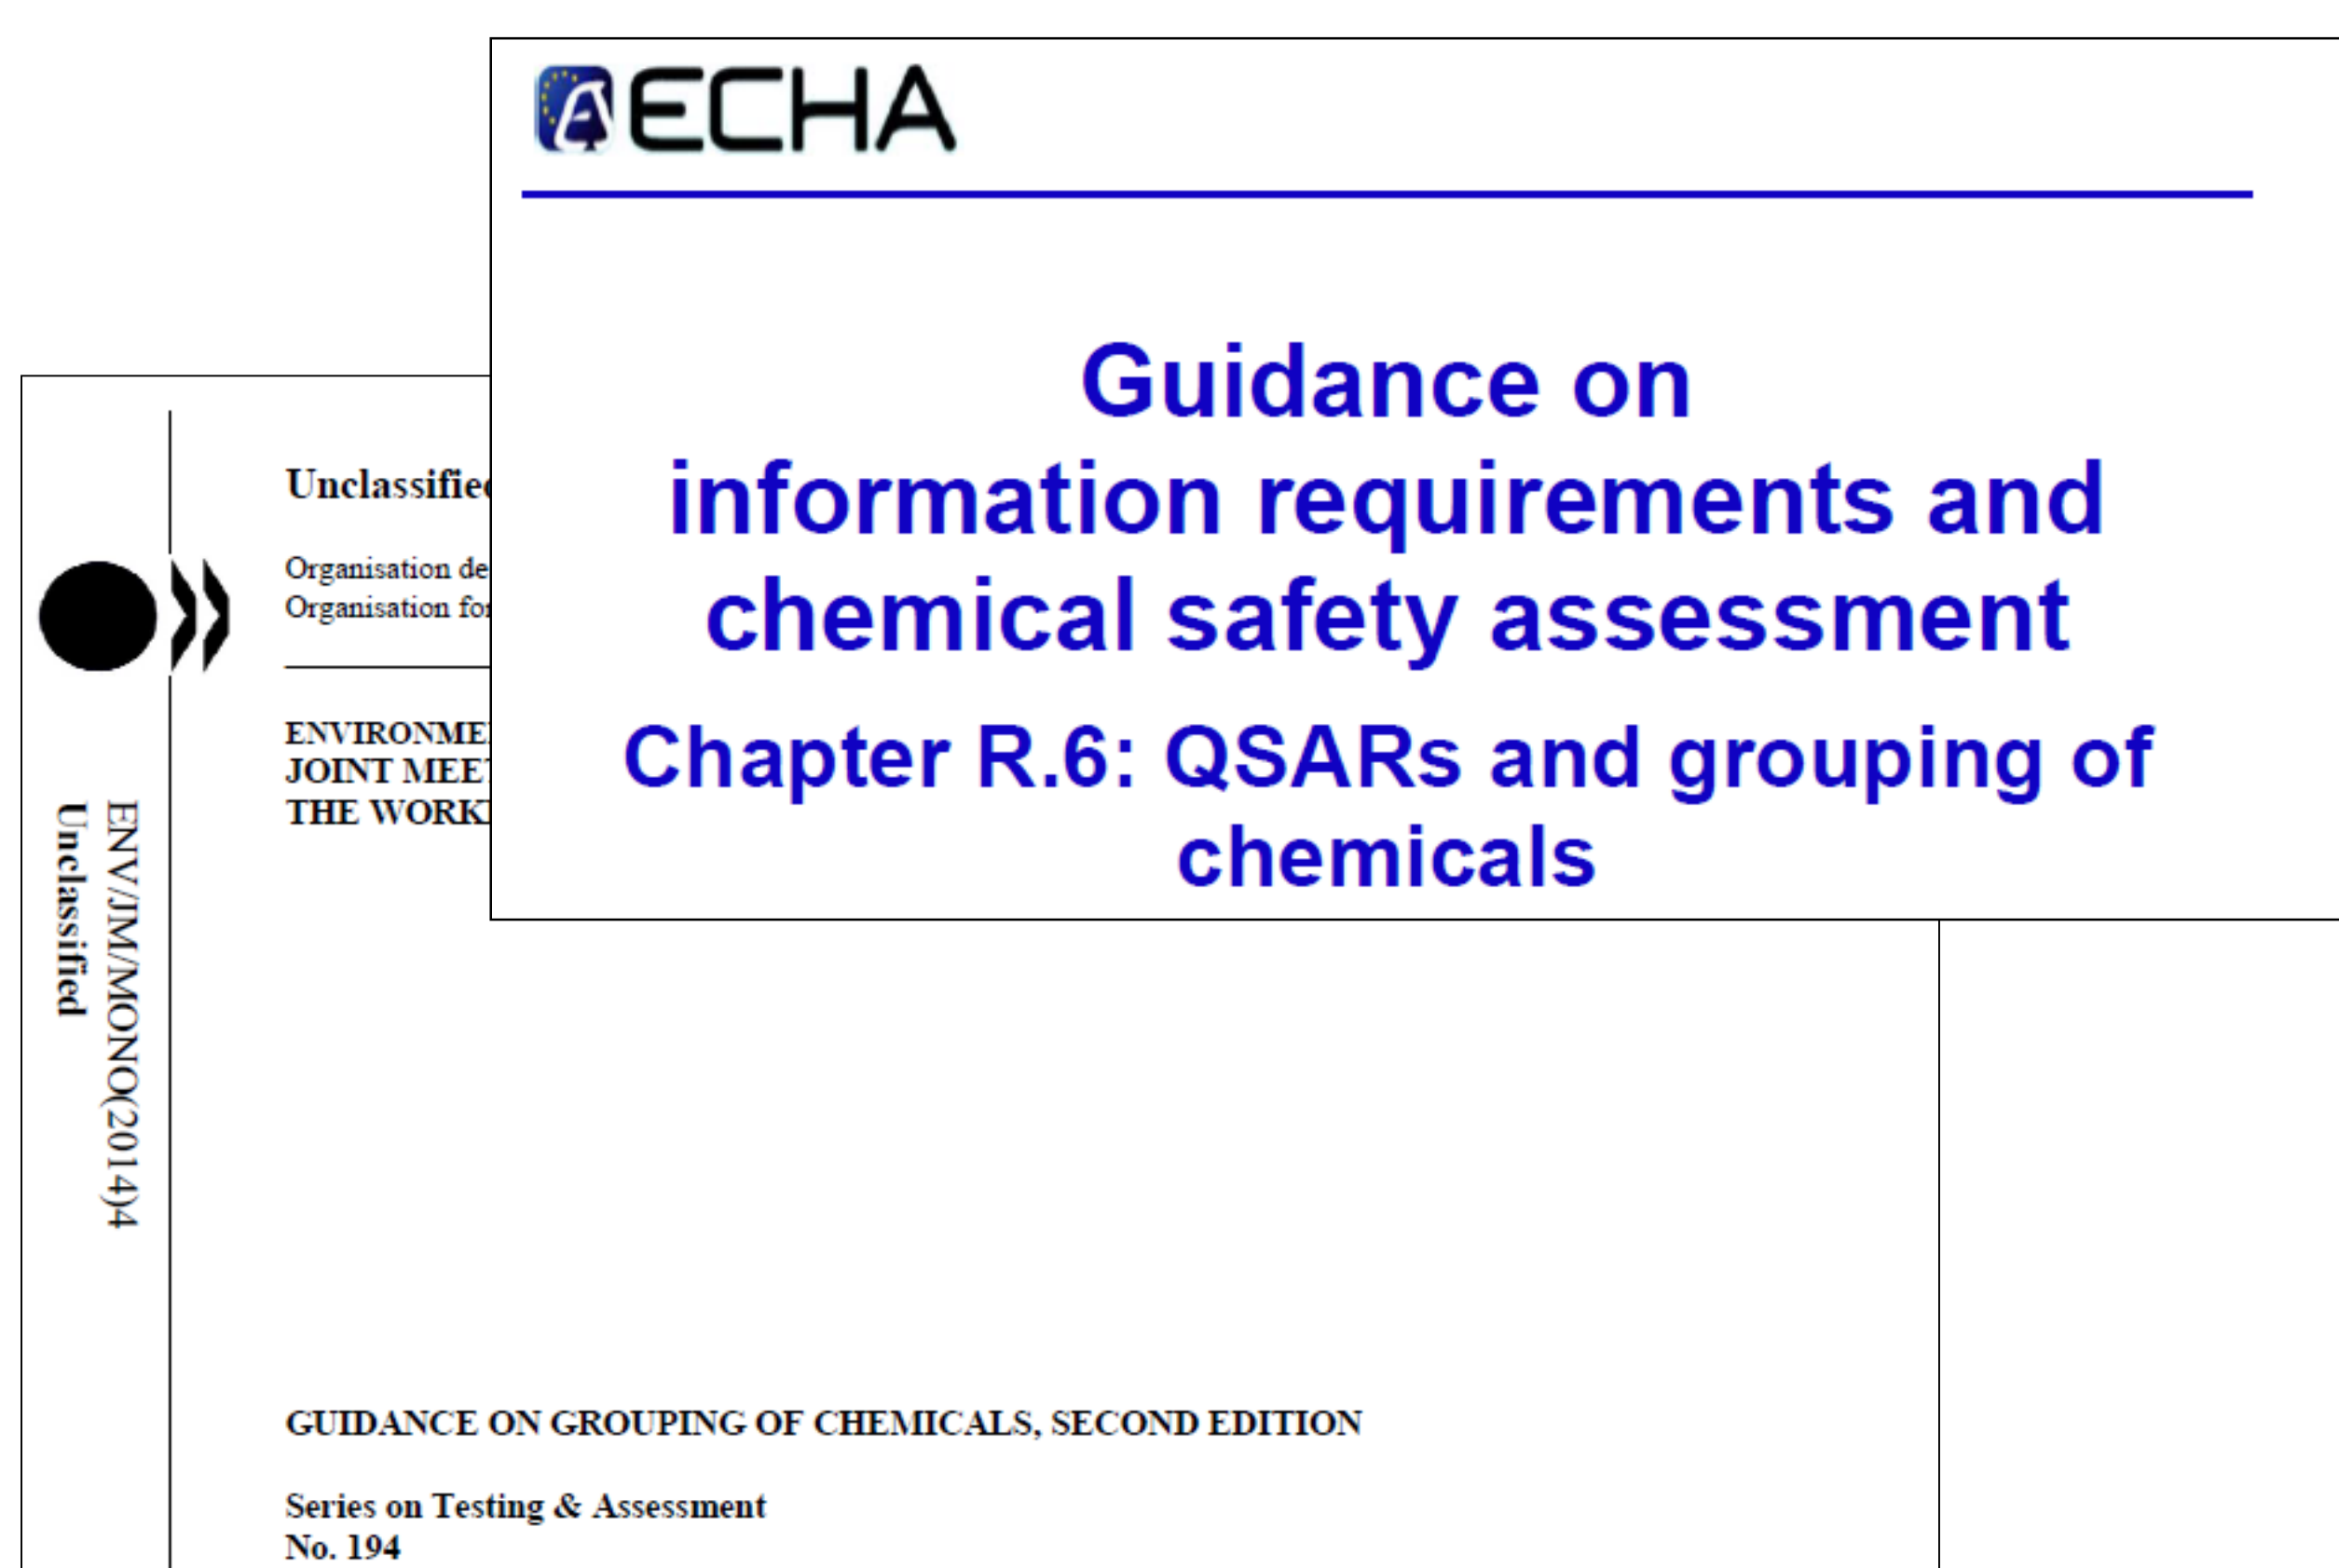 ECHA
Guidance on
information requirements and
chemical safety assessment
Chapter R.6: QSARs and grouping of
chemicals
Unclassified
Organisation de
Organisation for
ENVIRONME
JOINT MEE
THE WORK
ENV/JM/MONO(2014)4
Unclassified
GUIDANCE ON GROUPING OF CHEMICALS, SECOND EDITION
Series on Testing & Assessment
No. 194